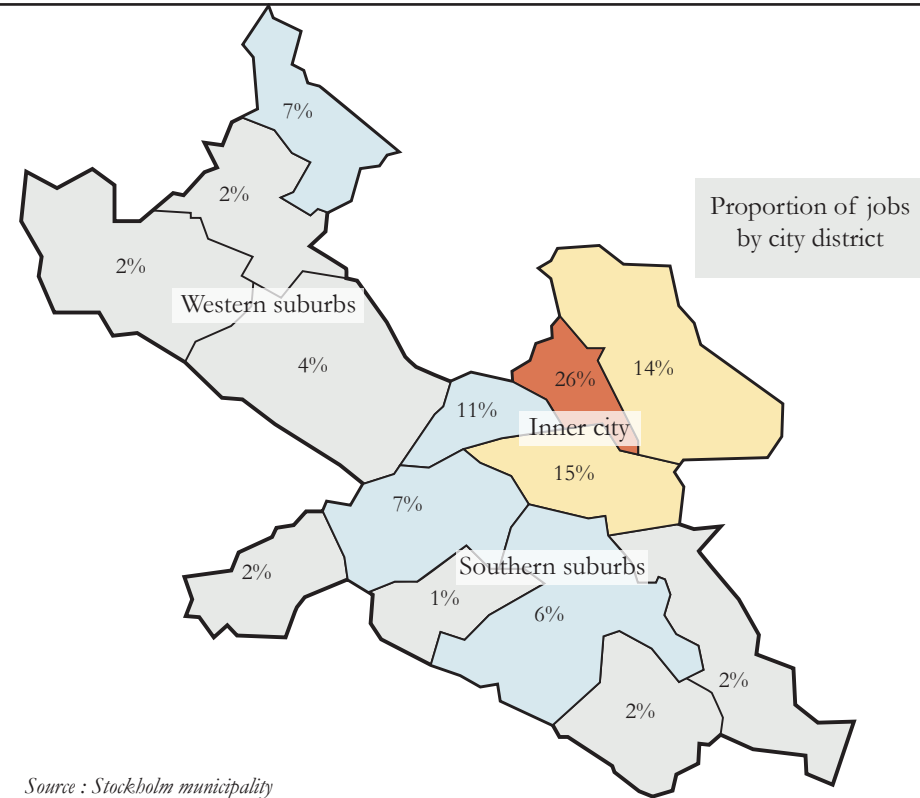 7%
2%
Proportion of jobs
by city district
2%
Western suburbs
4%
14%
26%
11%
Inner city
15%
7%
Southern suburbs
2%
1%
6%
2%
2%
Source : Stockholm municipality